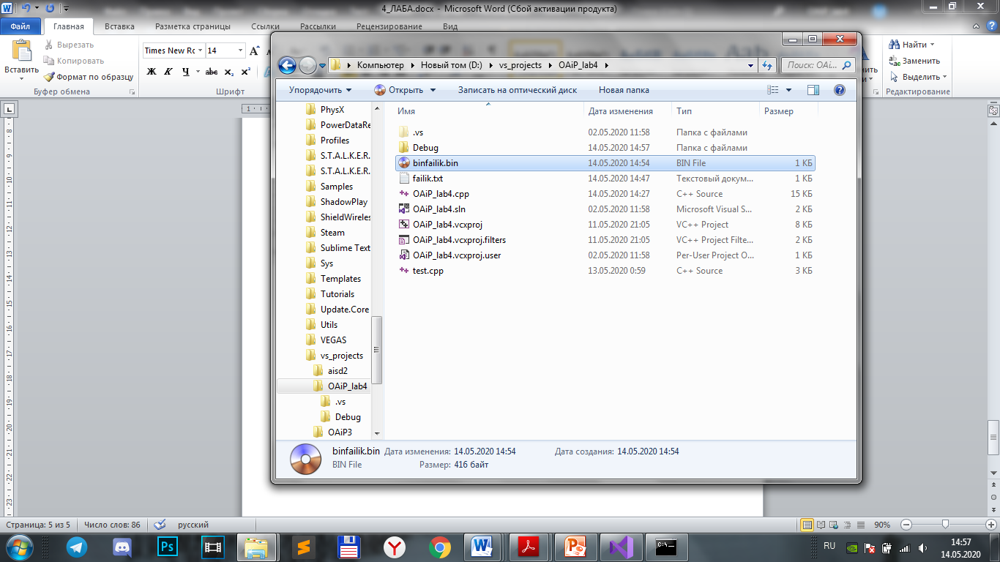 4_ЛАБА.docx - Microsoft Word (Сбой активации продукта)
Файл Главная Вставка Разметка страницы Ссылки Рассылки Рецензирование Вид
Вставить
Вырезать
Копировать
Формат по образцу
Буфер обмена
Times New Rc 14
Ж К Ч abc x₂ x²
Шрифт
Найти
Заменить
Выделить
Редактирование
Компьютер Новый том (D:) vs_projects OAiP_lab4
Поиск: OAi...
Упорядочить Открыть Записать на оптический диск Новая папка
PhysX
PowerDataRe
Profiles
S.T.A.L.K.E.R.
S.T.A.L.K.E.R.
Samples
ShadowPlay
ShieldWireles
Steam
Sublime Text
Sys
Templates
Tutorials
Update.Core
Utils
VEGAS
vs_projects
aisd2
OAiP_lab4
.vs
Debug
OAiP3
Имя Дата изменения Тип Размер
.vs 02.05.2020 11:58 Папка с файлами
Debug 14.05.2020 14:57 Папка с файлами
binfailik.bin 14.05.2020 14:54 BIN File 1 КБ
failik.txt 14.05.2020 14:47 Текстовый докум... 1 КБ
OAiP_lab4.cpp 14.05.2020 14:27 C++ Source 15 КБ
OAiP_lab4.sln 02.05.2020 11:58 Microsoft Visual S... 2 КБ
OAiP_lab4.vcxproj 11.05.2020 21:05 VC++ Project 8 КБ
OAiP_lab4.vcxproj.filters 11.05.2020 21:05 VC++ Project Filte... 2 КБ
OAiP_lab4.vcxproj.user 02.05.2020 11:58 Per-User Project O... 1 КБ
test.cpp 13.05.2020 0:59 C++ Source 3 КБ
binfailik.bin Дата изменения: 14.05.2020 14:54 Дата создания: 14.05.2020 14:54
BIN File Размер: 416 байт
Страница: 5 из 5 Число слов: 86 русский 90%
RU
14:57
14.05.2020